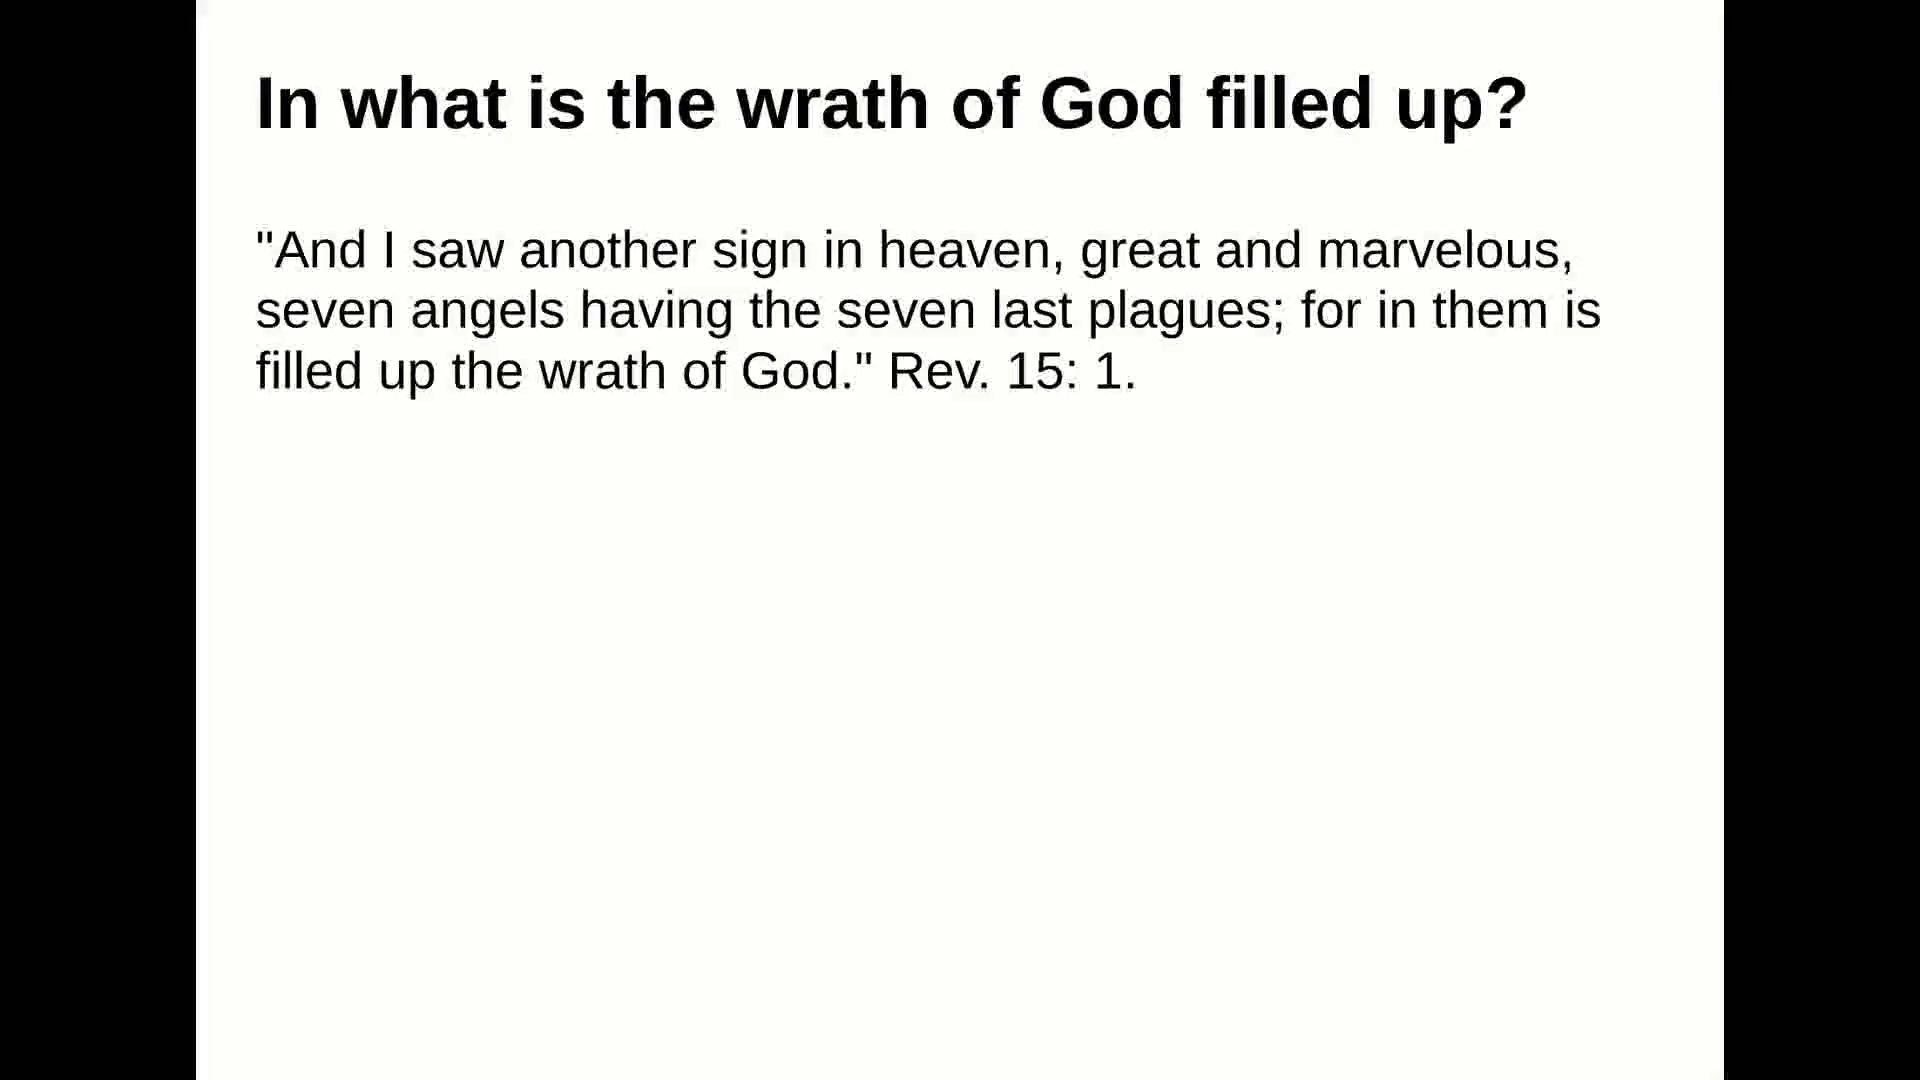 In what is the wrath of God filled up?
"And I saw another sign in heaven, great and marvelous,
seven angels having the seven last plagues; for in them is
filled up the wrath of God." Rev. 15: 1.